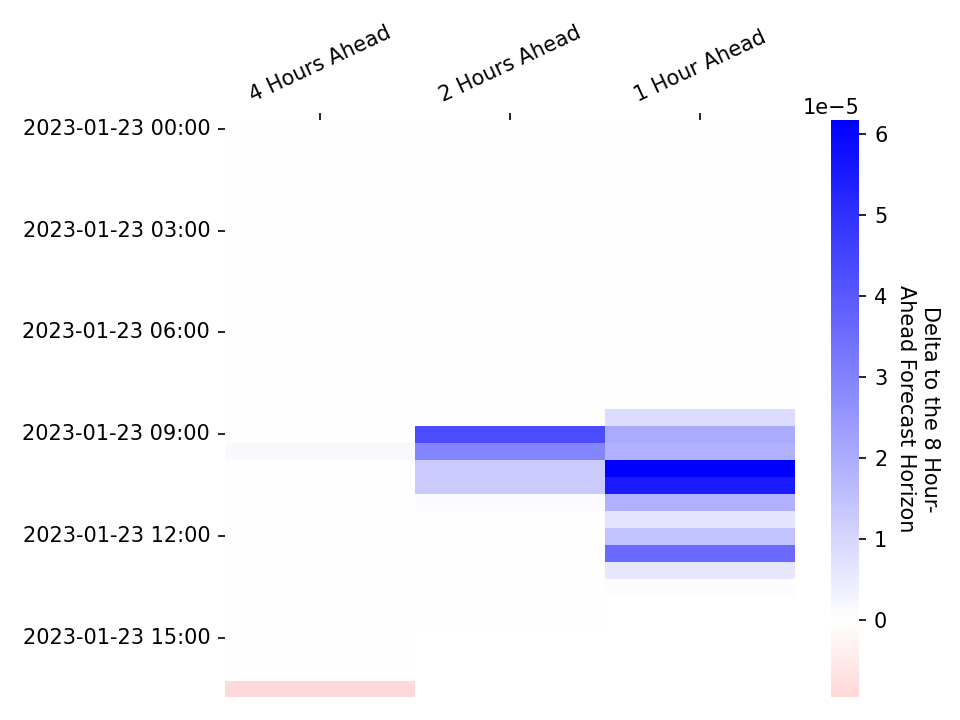 4 Hours Ahead
2 Hours Ahead
1 Hour Ahead
1e−5
2023-01-23 00:00
2023-01-23 03:00
2023-01-23 06:00
2023-01-23 09:00
2023-01-23 12:00
2023-01-23 15:00
6
5
4
3
2
1
0
Delta to the 8 Hour-
Ahead Forecast Horizon